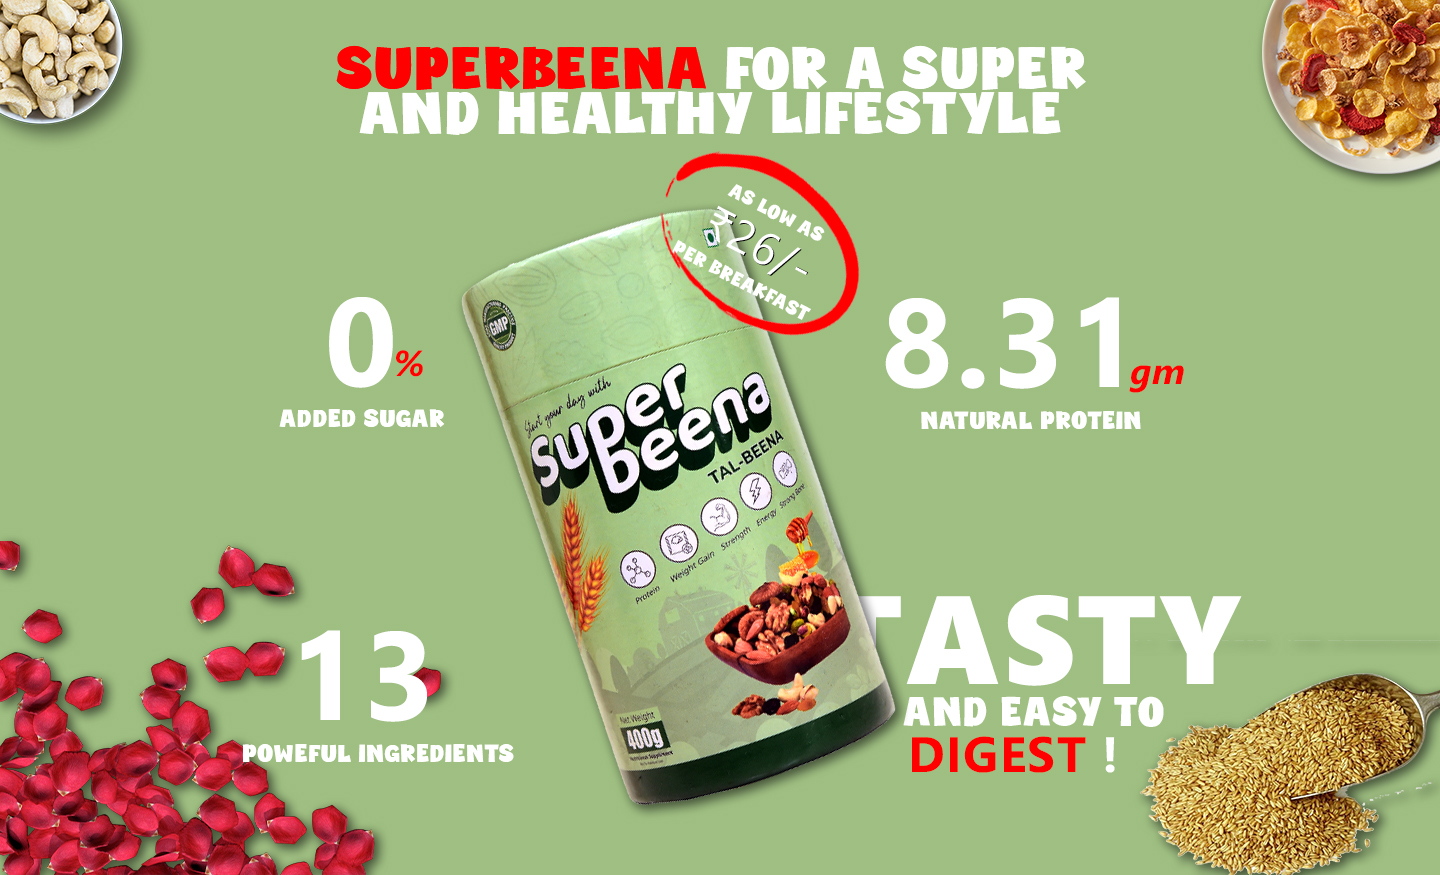 SUPERBEENA FOR A SUPER
AND HEALTHY LIFESTYLE
AS LOW AS
₹26/-
PER BREAKFAST
0%
ADDED SUGAR
8.31gm
NATURAL PROTEIN
GMP
Start your day with
super
beena
TAL-BEENA
Protein
Weight Gain
Strength
Energy
Strong Bone
Net Weight
400g
13
POWEFUL INGREDIENTS
TASTY
AND EASY TO
DIGEST !